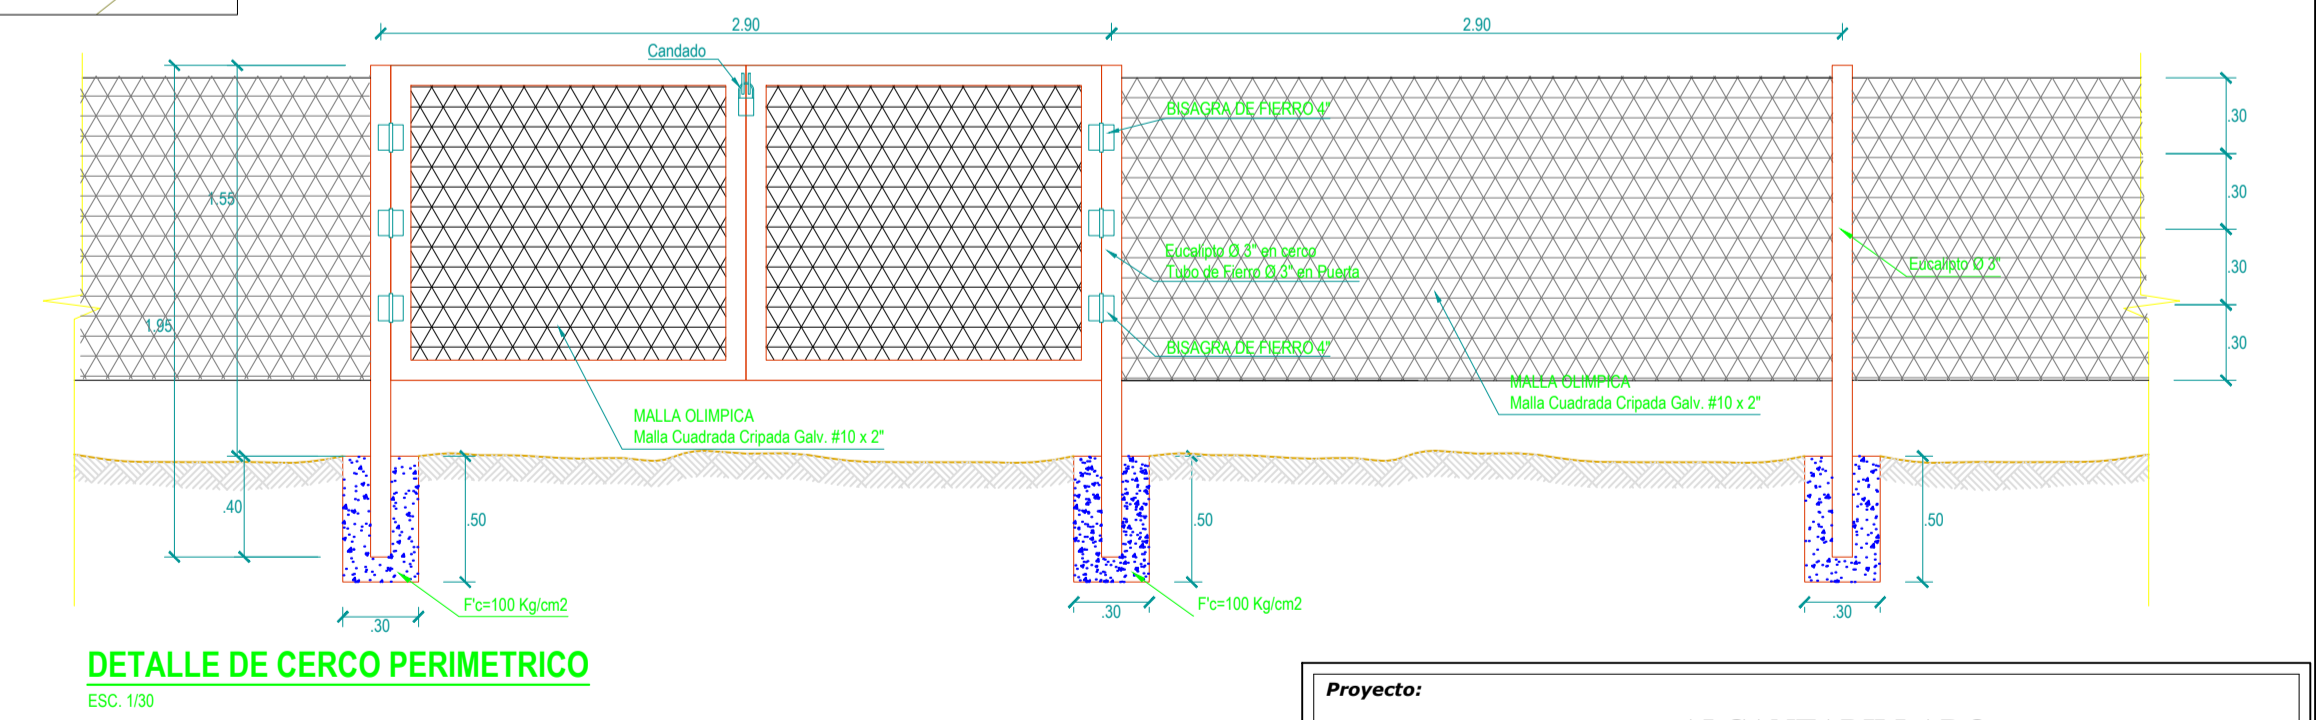 2.90
2.90
Candado
BISAGRA DE FIERRO 4"
.30
.30
.30
.30
1.55
1.95
Eucalipto Ø 3" en cerco
Tubo de Fierro Ø 3" en Puerta
Eucalipto Ø 3"
BISAGRA DE FIERRO 4"
MALLA OLIMPICA
Malla Cuadrada Cripada Galv. #10 x 2"
MALLA OLIMPICA
Malla Cuadrada Cripada Galv. #10 x 2"
.40
.50
.50
.50
F'c=100 Kg/cm2
F'c=100 Kg/cm2
.30
.30
.30
DETALLE DE CERCO PERIMETRICO
ESC. 1/30
Proyecto: